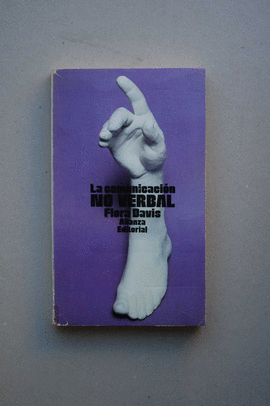 La comunicación
NO VERBAL
Flora Davis
Alianza
Editorial